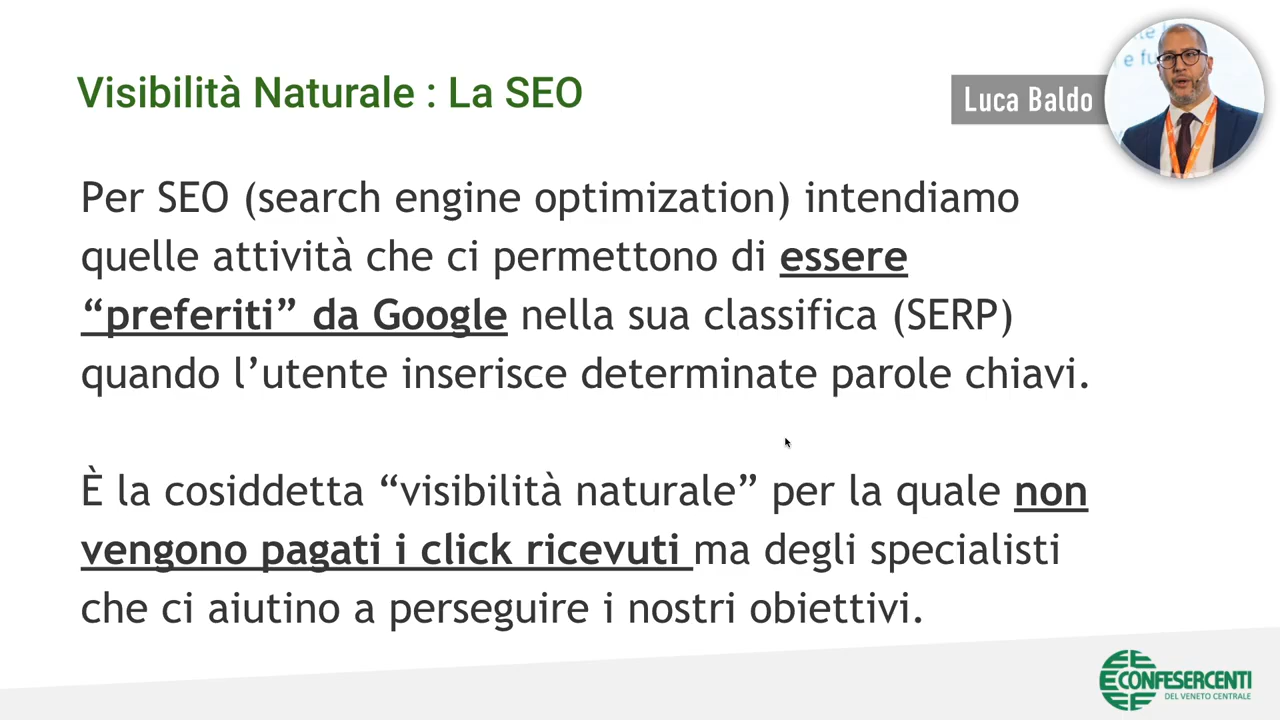 Visibilità Naturale : La SEO
Luca Baldo
Per SEO (search engine optimization) intendiamo
quelle attività che ci permettono di essere
“preferiti” da Google nella sua classifica (SERP)
quando l’utente inserisce determinate parole chiavi.
È la cosiddetta “visibilità naturale” per la quale non
vengono pagati i click ricevuti ma degli specialisti
che ci aiutino a perseguire i nostri obiettivi.
CONFESERCENTI
DEL VENETO CENTRALE